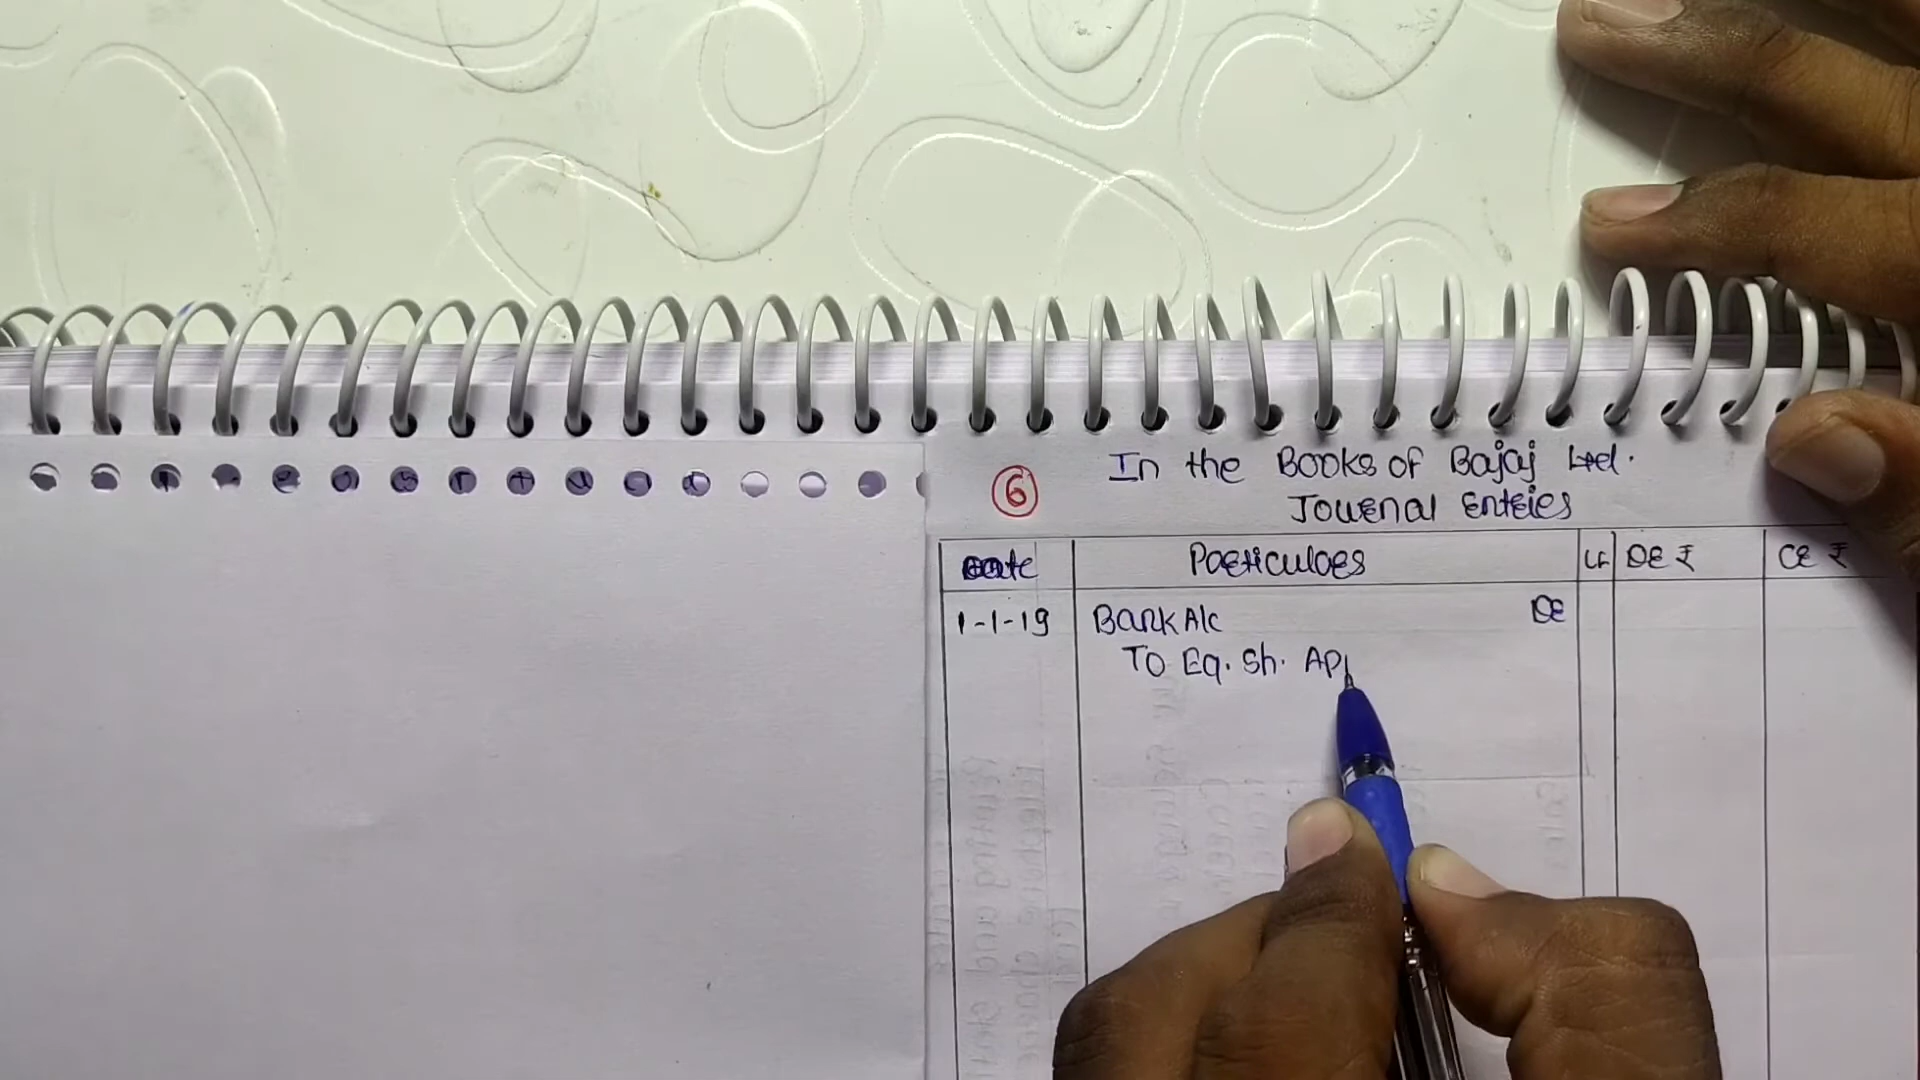 6 In the Books of Bajaj Ltd.
Journal Entries
Date Particulars LF Dr ₹ Cr ₹
1-1-19 Bank A/c Dr
To Eq. Sh. Ap